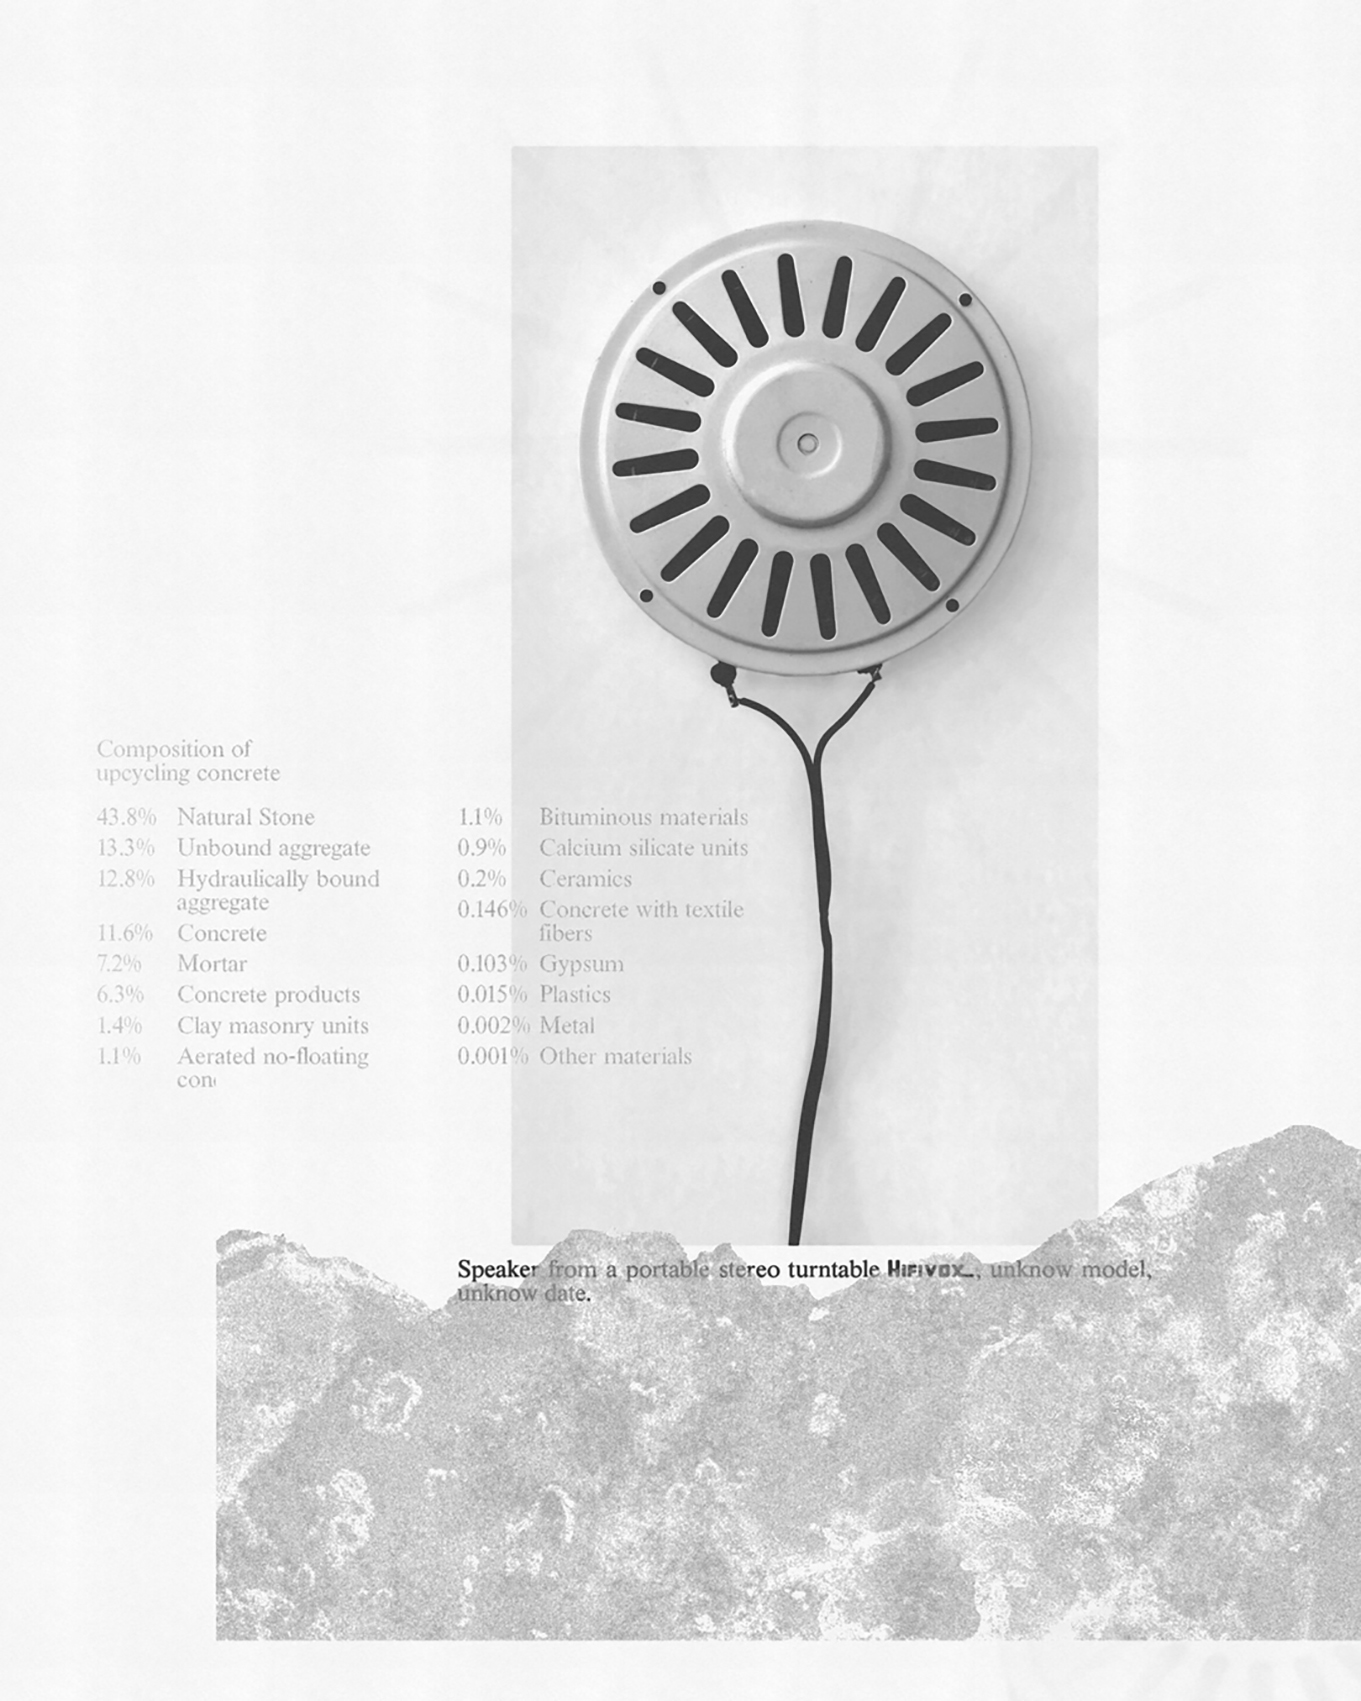 Composition of
upcycling concrete
43.8% Natural Stone
13.3% Unbound aggregate
12.8% Hydraulically bound
aggregate
11.6% Concrete
7.2% Mortar
6.3% Concrete products
1.4% Clay masonry units
1.1% Aerated no-floating
con
1.1% Bituminous materials
0.9% Calcium silicate units
0.2% Ceramics
0.146% Concrete with textile
fibers
0.103% Gypsum
0.015% Plastics
0.002% Metal
0.001% Other materials
Speaker from a portable stereo turntable HIFIVOX, unknow model,
unknow date.